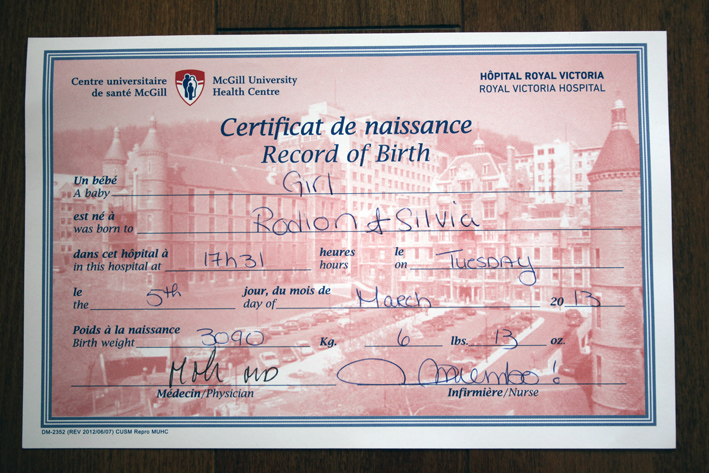 Centre universitaire de santé McGill
McGill University Health Centre
HÔPITAL ROYAL VICTORIA
ROYAL VICTORIA HOSPITAL
Certificat de naissance
Record of Birth
Un bébé
A baby Girl
est né à
was born to Rodion & Silvia
dans cet hôpital à heures le
in this hospital at 17h31 hours on Tuesday
le jour, du mois de
the 5th day of March 2013
Poids à la naissance
Birth weight 3090 Kg. 6 lbs. 13 oz.
Médecin/Physician Infirmière/Nurse
DM-2352 (REV 2012/06/07) CUSM Repro MUHC